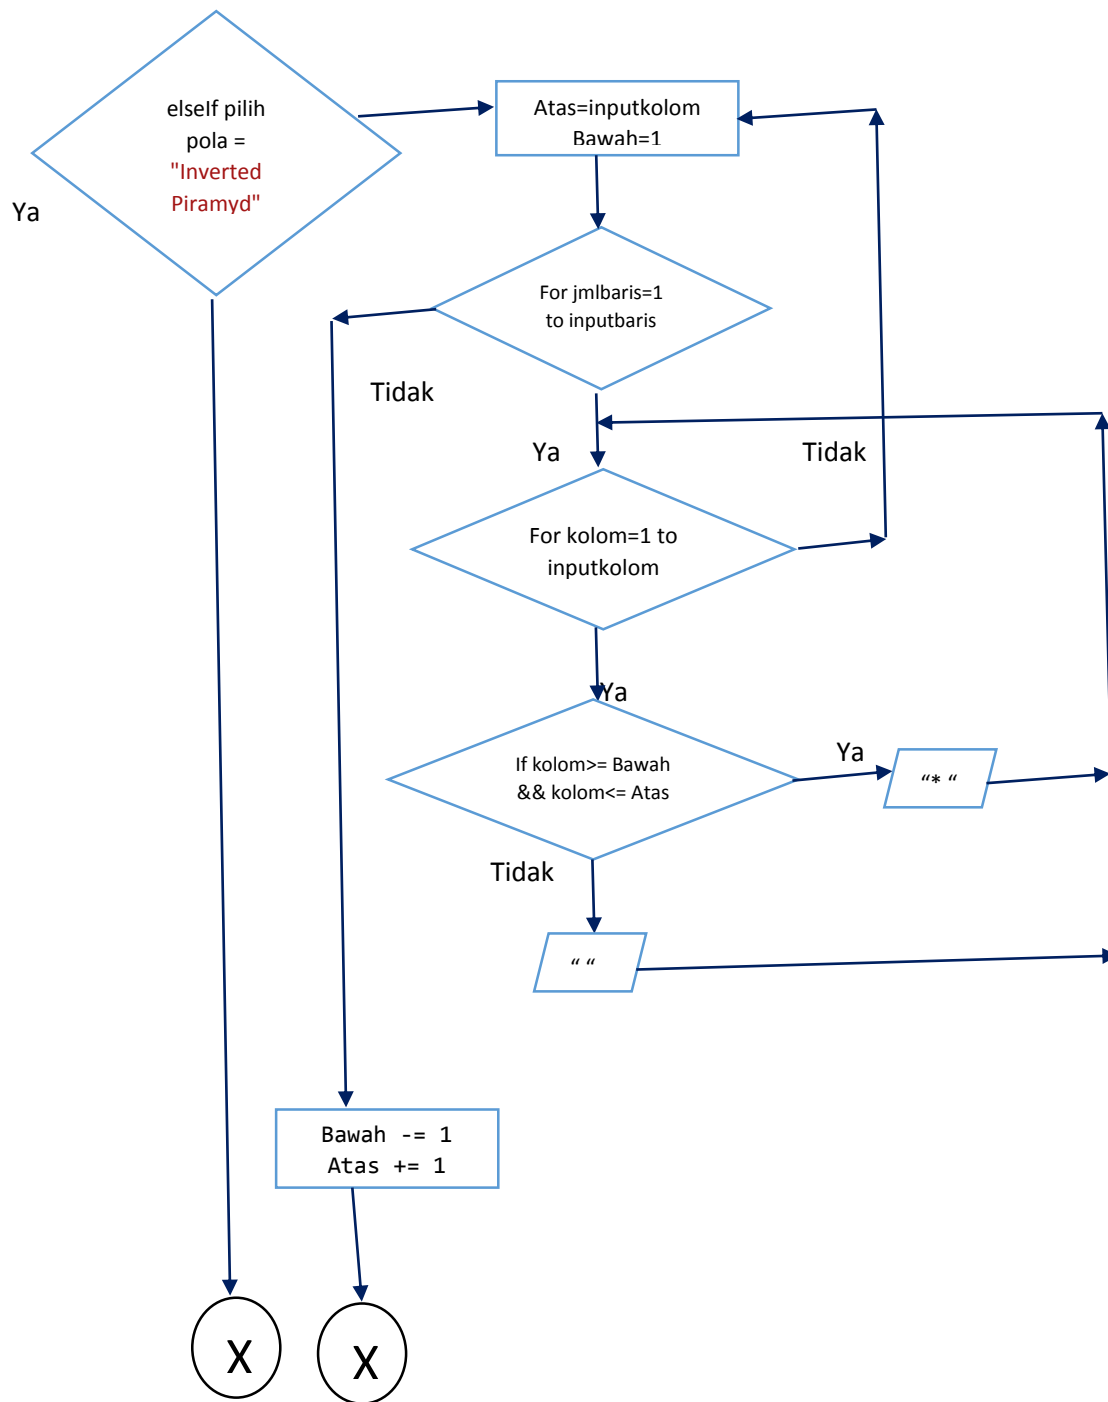 elseIf pilih
pola =
"Inverted
Piramyd"
Ya
Atas=inputkolom
Bawah=1
For jmlbaris=1
to inputbaris
Tidak
Ya
Tidak
For kolom=1 to
inputkolom
Ya
If kolom>= Bawah
&& kolom<= Atas
Ya
“* “
Tidak
“ “
Bawah -= 1
Atas += 1
X
X